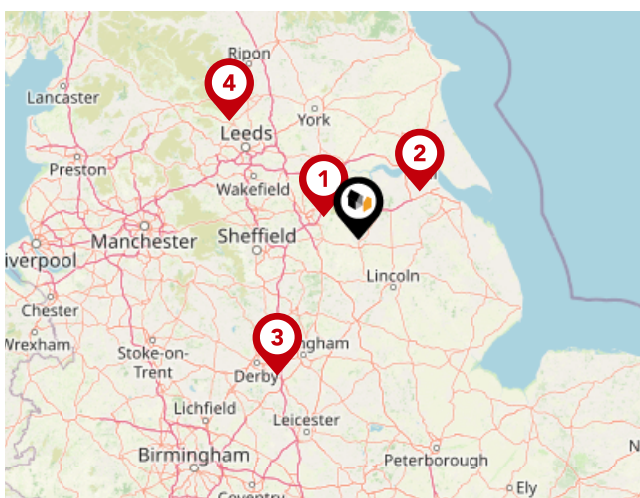 Ripon
4
Lancaster
York
Leeds
2
Preston
Wakefield
1
Manchester
Sheffield
iverpool
Lincoln
Chester
3
Wrexham
Stoke-on-
Trent
ngham
Derby
Lichfield
Leicester
Birmingham
Peterborough
N
Coventry
Ely